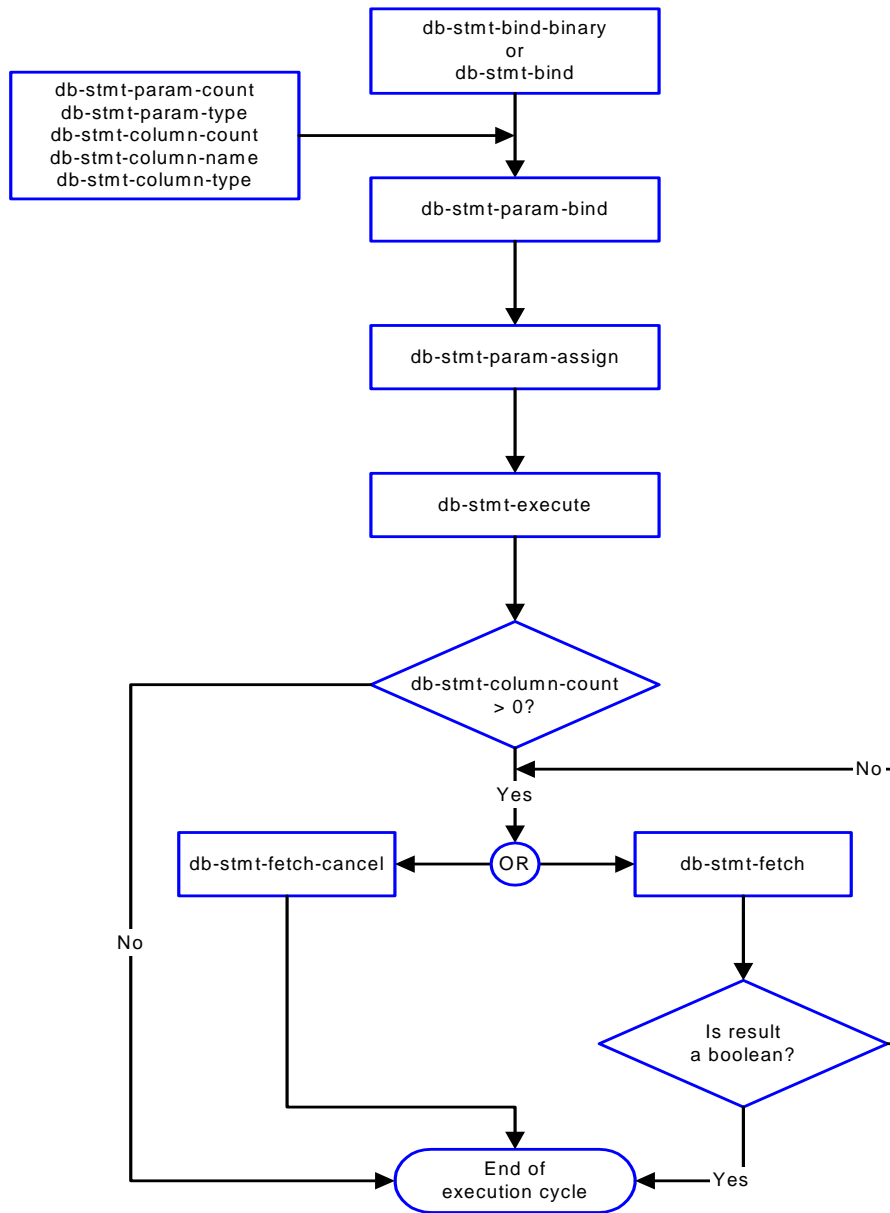 db-stmt-bind-binary
or
db-stmt-bind
db-stmt-param-count
db-stmt-param-type
db-stmt-column-count
db-stmt-column-name
db-stmt-column-type
db-stmt-param-bind
db-stmt-param-assign
db-stmt-execute
db-stmt-column-count
> 0?
No
Yes
db-stmt-fetch-cancel
OR
db-stmt-fetch
No
Is result
a boolean?
End of
execution cycle
Yes